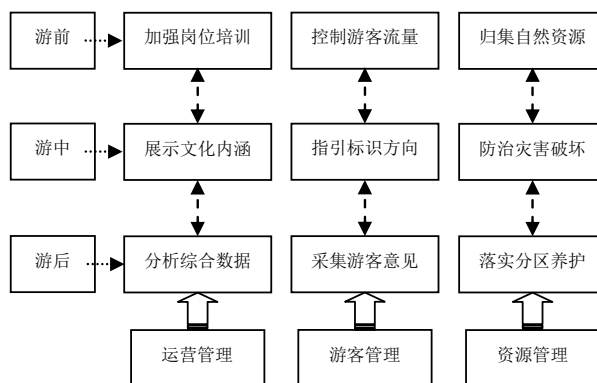 游前
加强岗位培训
控制游客流量
归集自然资源
游中
展示文化内涵
指引标识方向
防治灾害破坏
游后
分析综合数据
采集游客意见
落实分区养护
运营管理
游客管理
资源管理